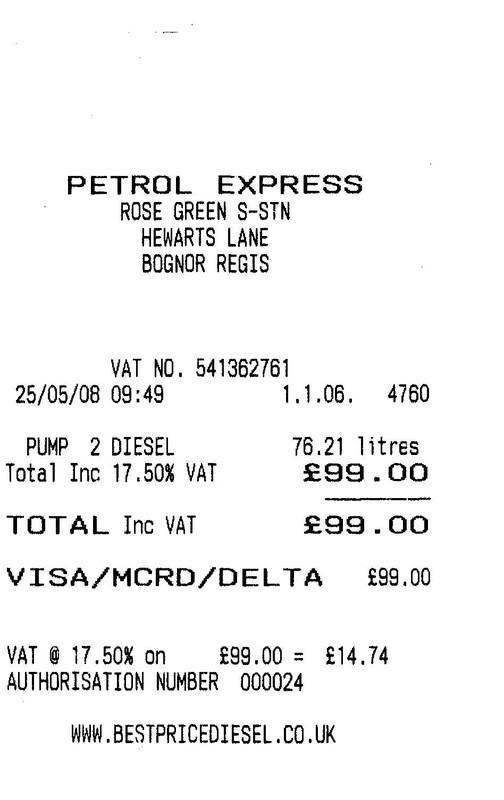 PETROL EXPRESS
ROSE GREEN S-STN
HEWARTS LANE
BOGNOR REGIS
VAT NO. 541362761
25/05/08 09:49 1.1.06. 4760
PUMP 2 DIESEL 76.21 litres
Total Inc 17.50% VAT £99.00
TOTAL Inc VAT £99.00
VISA/MCRD/DELTA £99.00
VAT @ 17.50% on £99.00 = £14.74
AUTHORISATION NUMBER 000024
WWW.BESTPRICEDIESEL.CO.UK